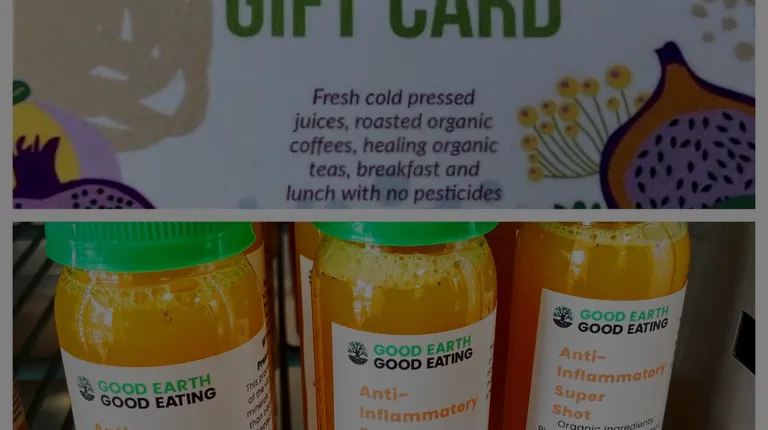 GIFT CARD
Fresh cold pressed
juices, roasted organic
coffees, healing organic
teas, breakfast and
lunch with no pesticides
GOOD EARTH
GOOD EATING
GOOD EARTH
GOOD EATING
Anti-
Inflammatory
GOOD EARTH
GOOD EATING
Anti-
Inflammatory
Super
Shot
Organic Ingredients: